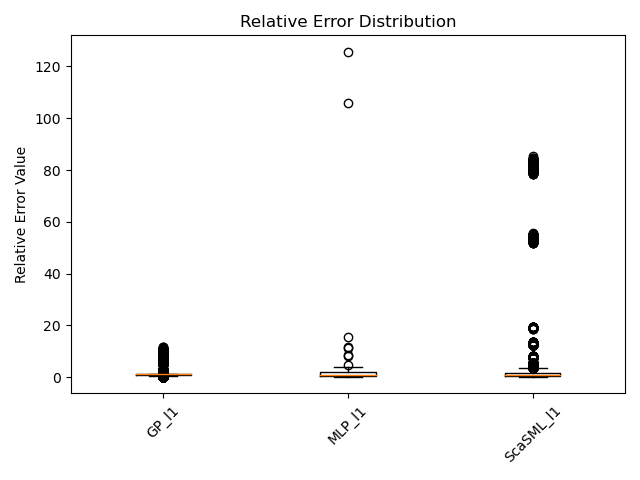 Relative Error Distribution
120
100
80
60
40
20
0
Relative Error Value
GP_l1
MLP_l1
ScaSML_l1